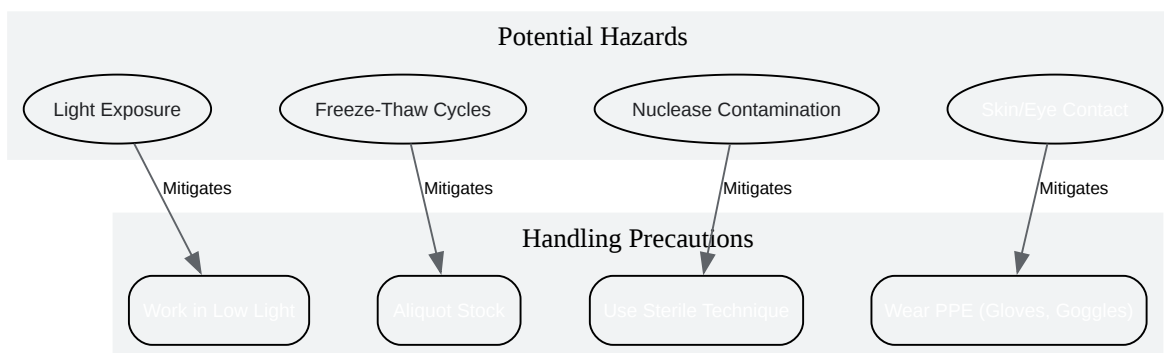 Potential Hazards
Light Exposure
Freeze-Thaw Cycles
Nuclease Contamination
Skin/Eye Contact
Mitigates
Mitigates
Mitigates
Mitigates
Handling Precautions
Work in Low Light
Aliquot Stock
Use Sterile Technique
Wear PPE (Gloves, Goggles)